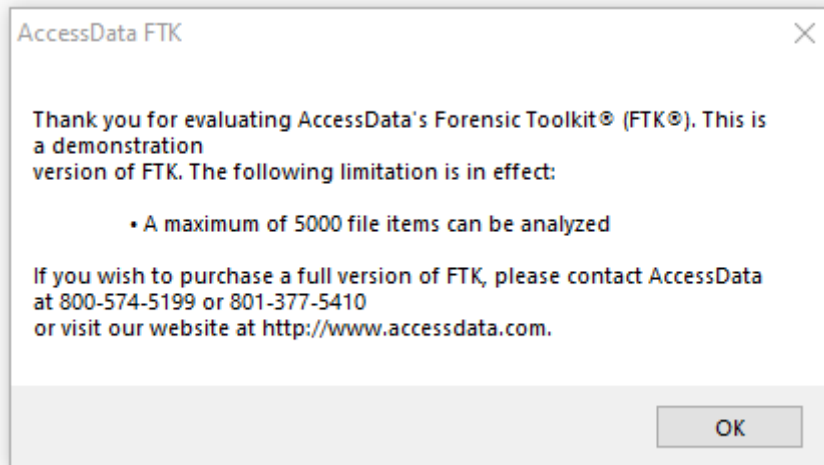 AccessData FTK
Thank you for evaluating AccessData's Forensic Toolkit® (FTK®). This is
a demonstration
version of FTK. The following limitation is in effect:
• A maximum of 5000 file items can be analyzed
If you wish to purchase a full version of FTK, please contact AccessData
at 800-574-5199 or 801-377-5410
or visit our website at http://www.accessdata.com.
OK